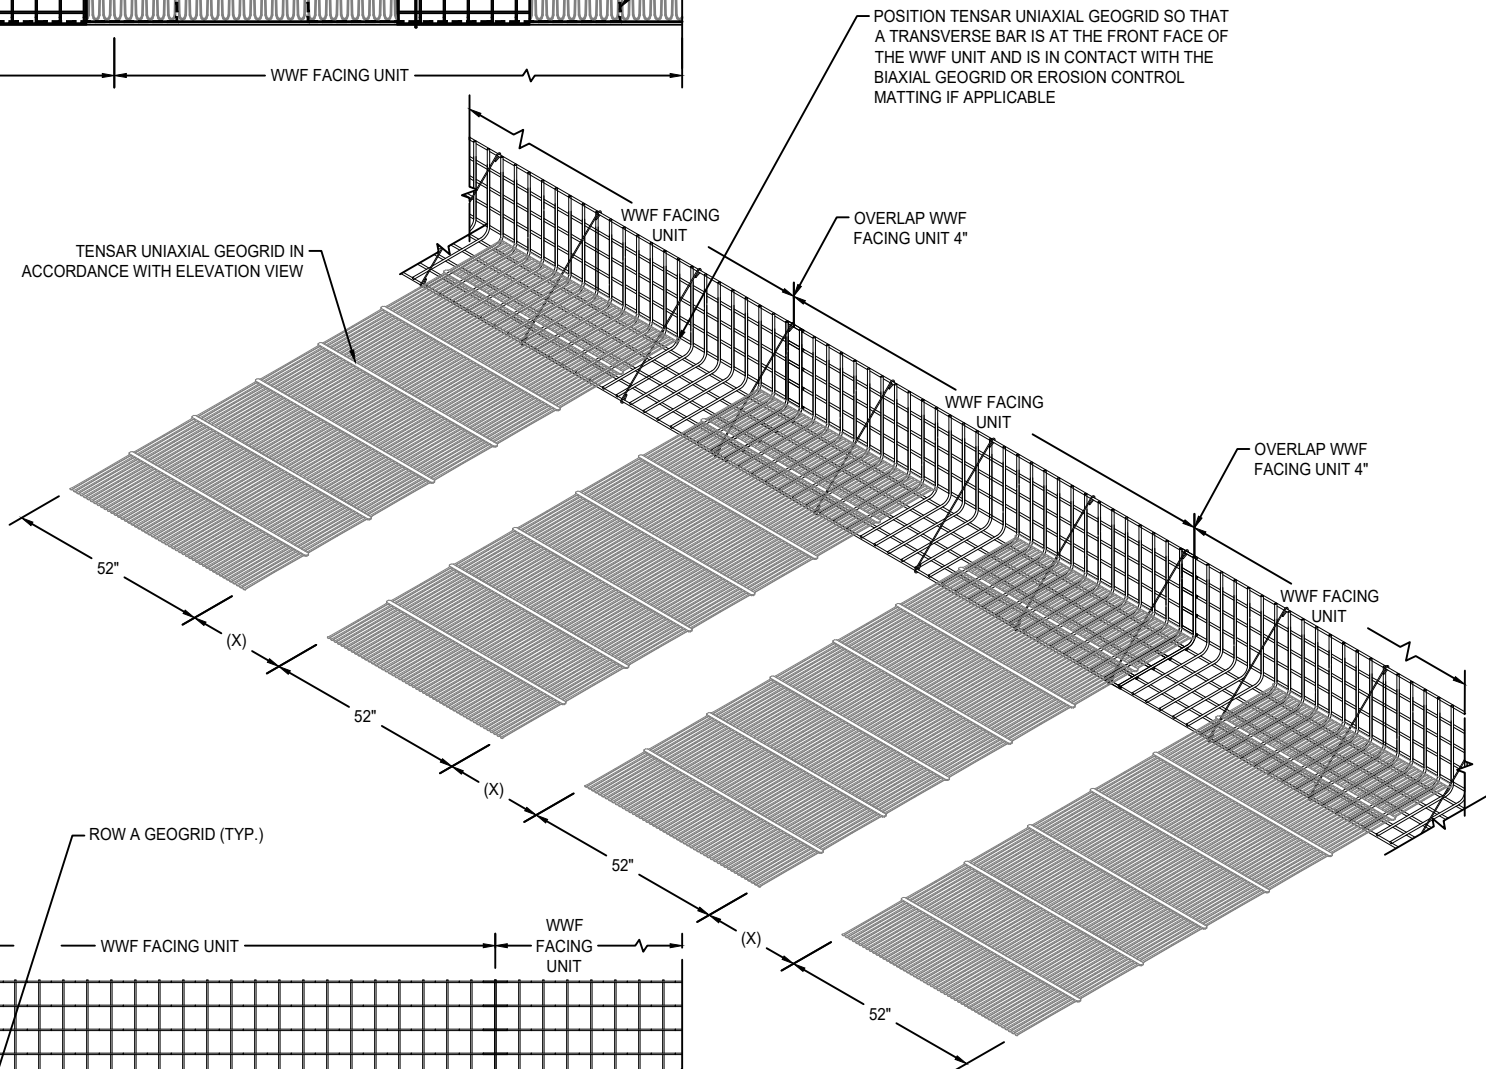 POSITION TENSAR UNIAXIAL GEOGRID SO THAT
A TRANSVERSE BAR IS AT THE FRONT FACE OF
THE WWF UNIT AND IS IN CONTACT WITH THE
BIAXIAL GEOGRID OR EROSION CONTROL
MATTING IF APPLICABLE
WWF FACING UNIT
WWF FACING
UNIT
OVERLAP WWF
FACING UNIT 4"
TENSAR UNIAXIAL GEOGRID IN
ACCORDANCE WITH ELEVATION VIEW
WWF FACING
UNIT
OVERLAP WWF
FACING UNIT 4"
WWF FACING
UNIT
52"
(X)
52"
(X)
52"
(X)
52"
ROW A GEOGRID (TYP.)
WWF FACING UNIT
WWF
FACING
UNIT